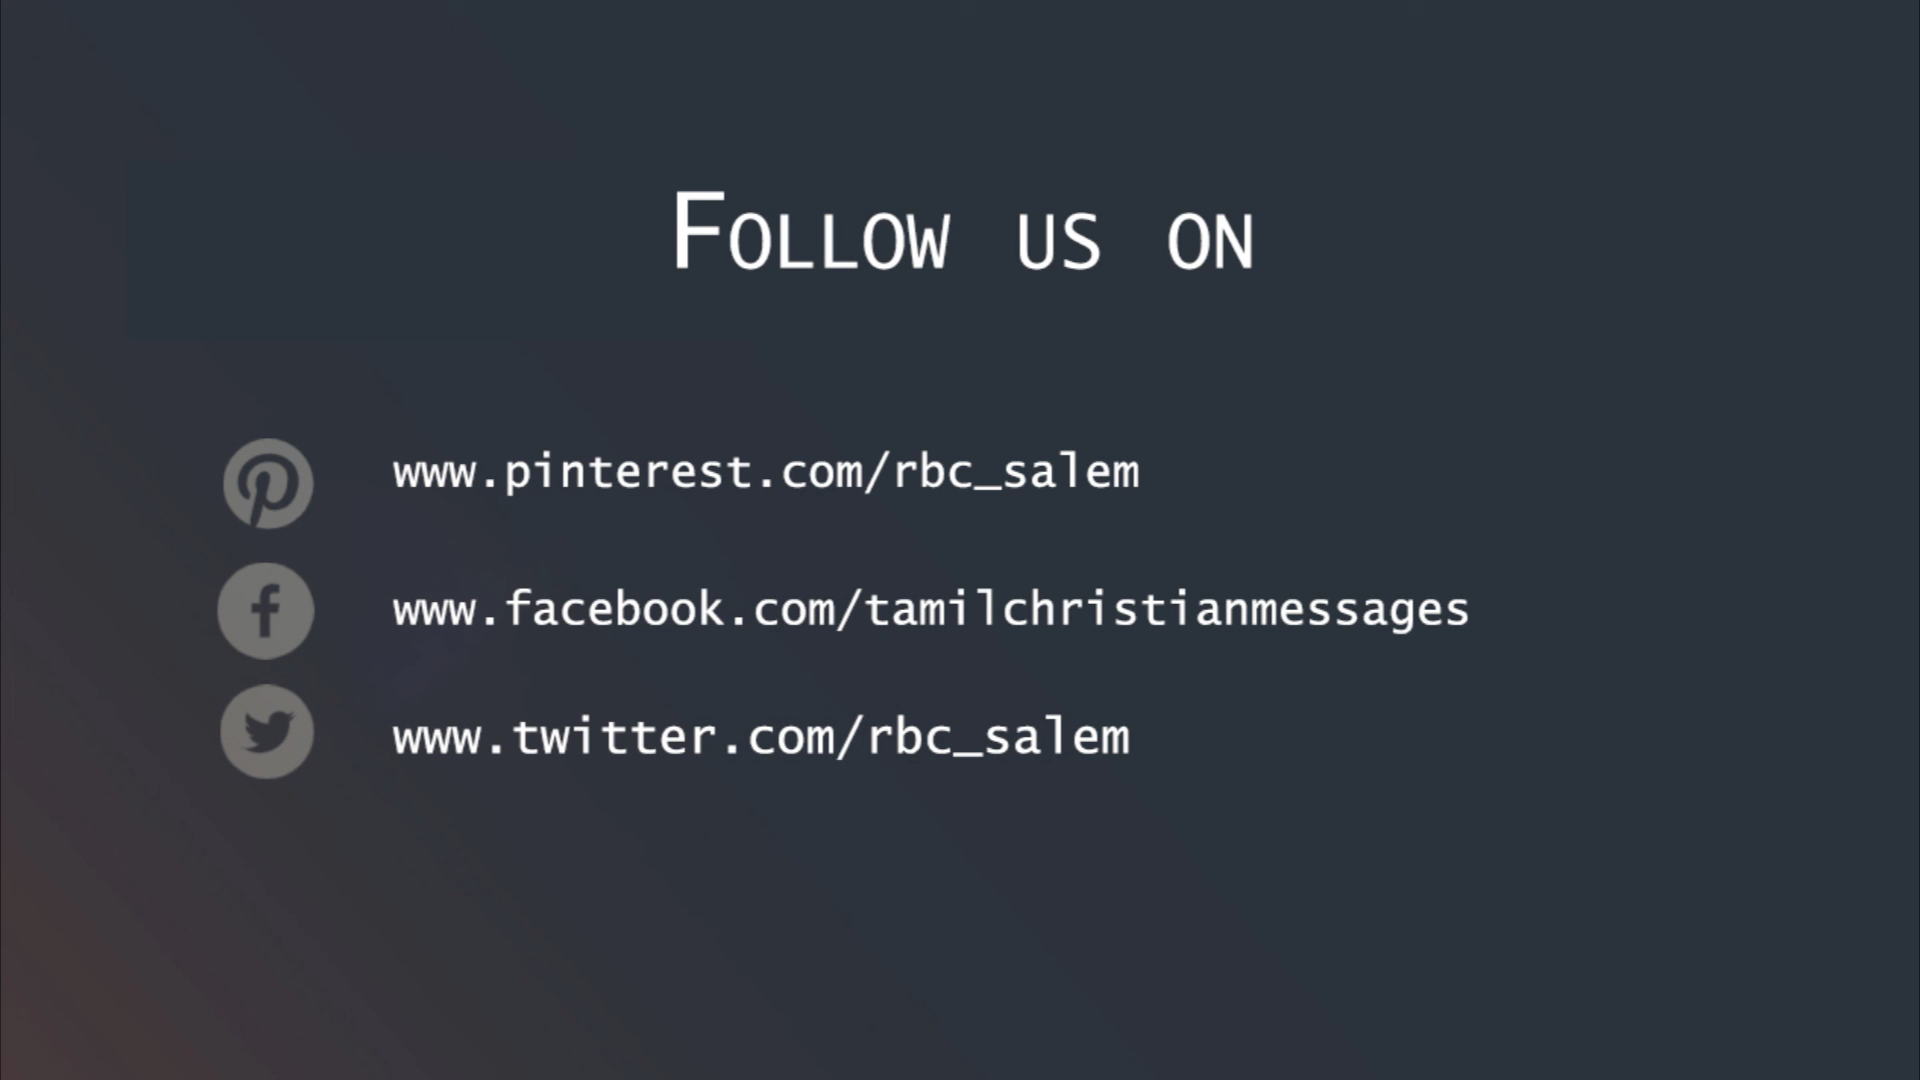 Follow us on
www.pinterest.com/rbc_salem
www.facebook.com/tamilchristianmessages
www.twitter.com/rbc_salem